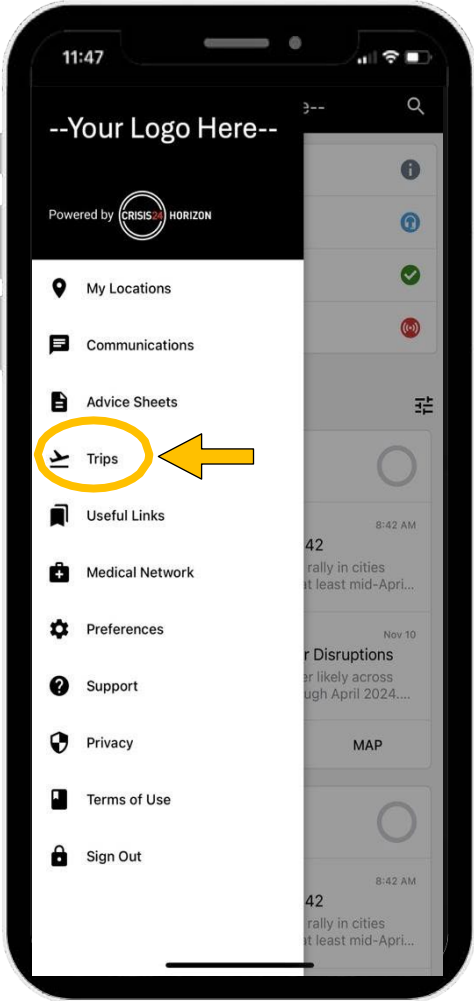 11:47
--Your Logo Here--
Powered by CRISIS24 HORIZON
My Locations
Communications
Advice Sheets
Trips
Useful Links
Medical Network
Preferences
Support
Privacy
Terms of Use
Sign Out
e--
8:42 AM
42
rally in cities
at least mid-Apri...
Nov 10
r Disruptions
er likely across
ugh April 2024....
MAP
8:42 AM
42
rally in cities
at least mid-Apri...